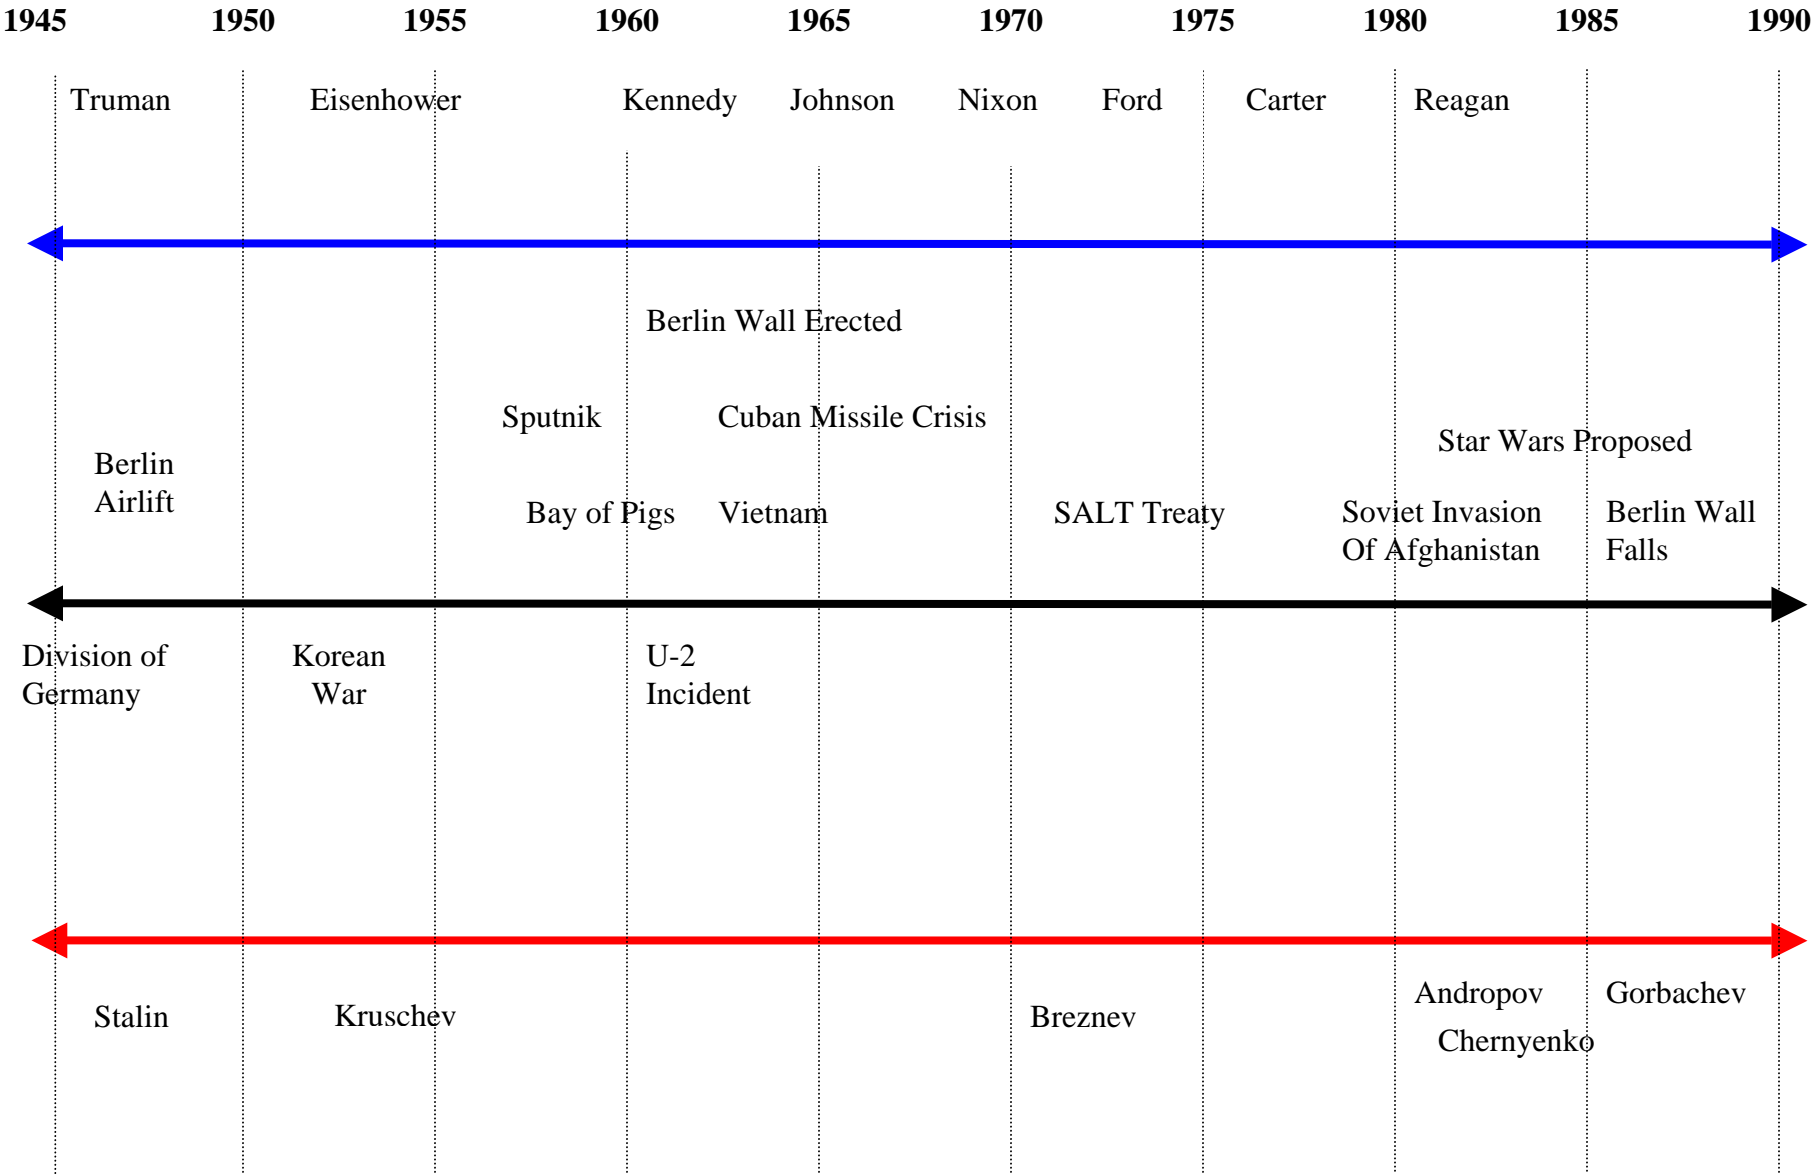 1945 1950 1955 1960 1965 1970 1975 1980 1985 1990
Truman Eisenhower Kennedy Johnson Nixon Ford Carter Reagan
Berlin Wall Erected
Sputnik Cuban Missile Crisis
Star Wars Proposed
Berlin
Airlift
Bay of Pigs Vietnam SALT Treaty
Soviet Invasion
Of Afghanistan
Berlin Wall
Falls
Division of
Germany
Korean
War
U-2
Incident
Stalin Kruschev Breznev
Andropov Gorbachev
Chernyenko